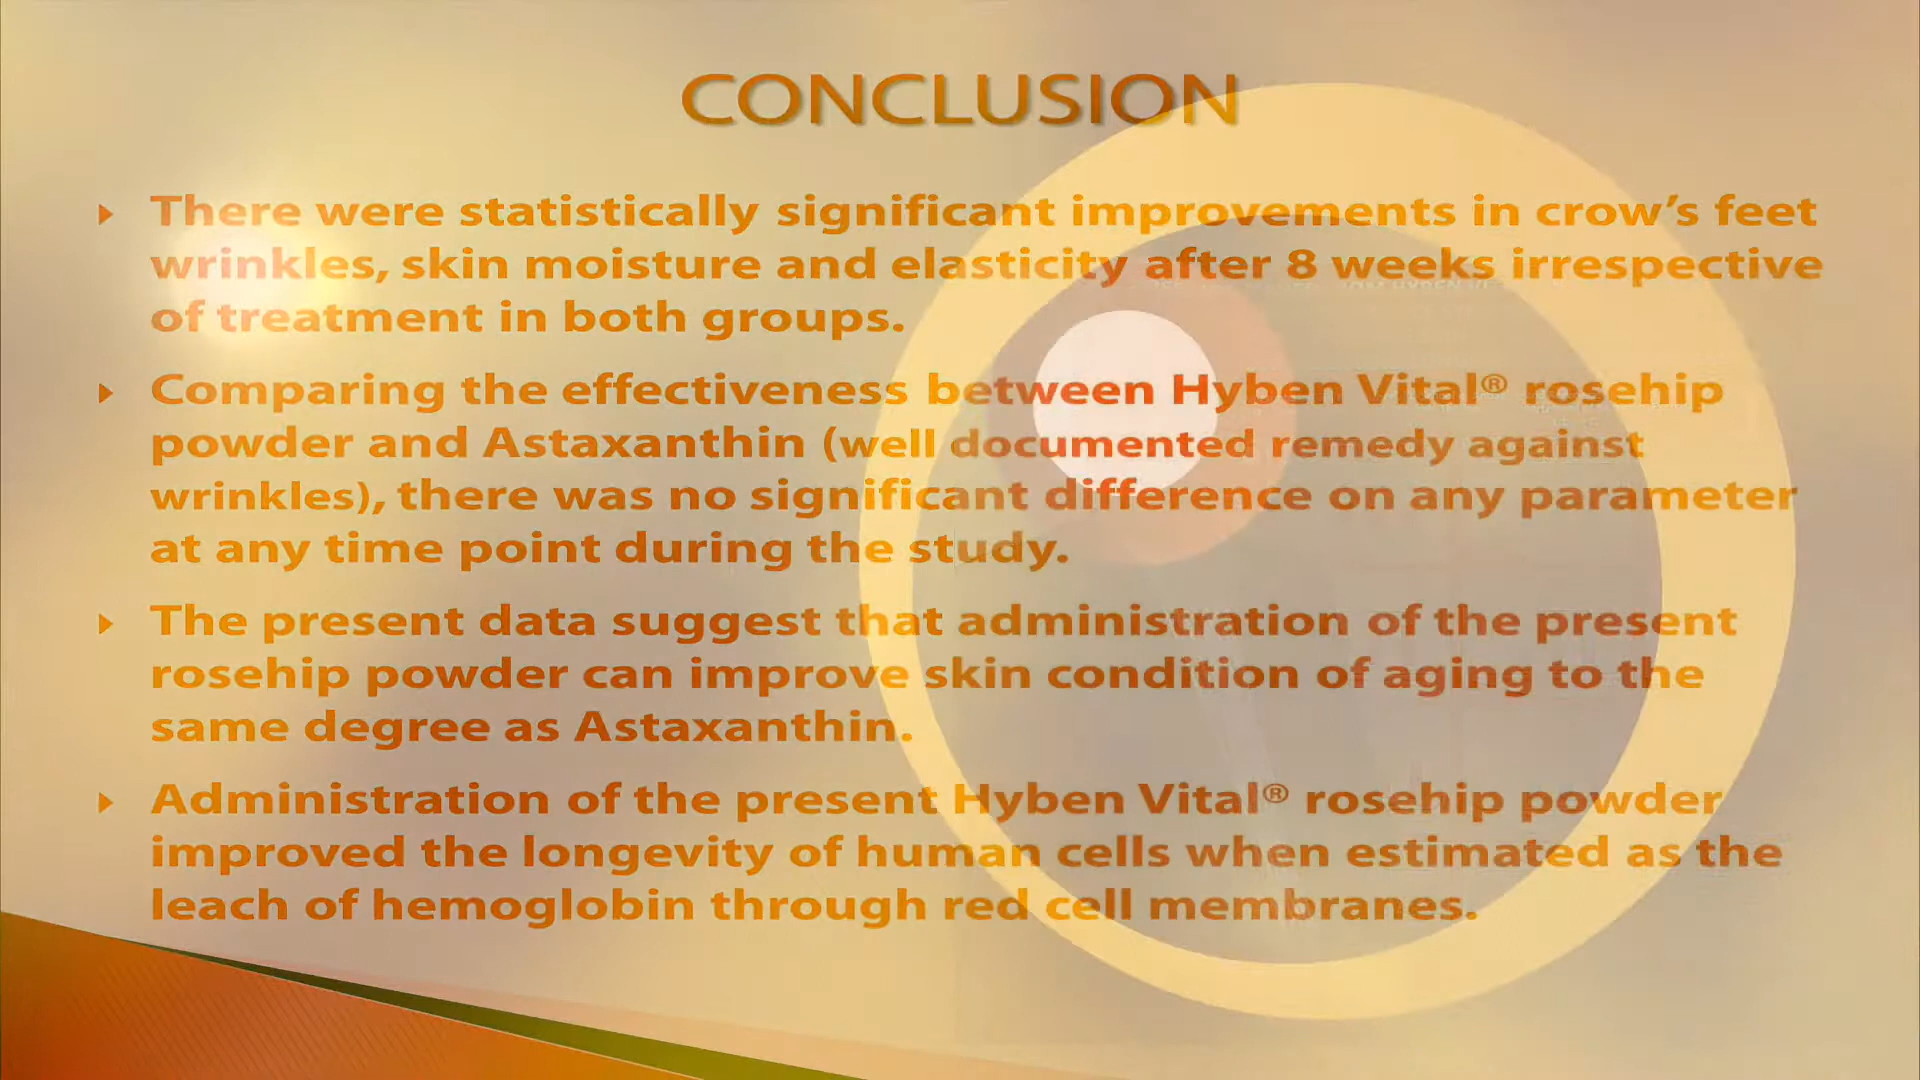 CONCLUSION
There were statistically significant improvements in crow's feet
wrinkles, skin moisture and elasticity after 8 weeks irrespective
of treatment in both groups.
Comparing the effectiveness between Hyben Vital® rosehip
powder and Astaxanthin (well documented remedy against
wrinkles), there was no significant difference on any parameter
at any time point during the study.
The present data suggest that administration of the present
rosehip powder can improve skin condition of aging to the
same degree as Astaxanthin.
Administration of the present Hyben Vital® rosehip powder
improved the longevity of human cells when estimated as the
leach of hemoglobin through red cell membranes.